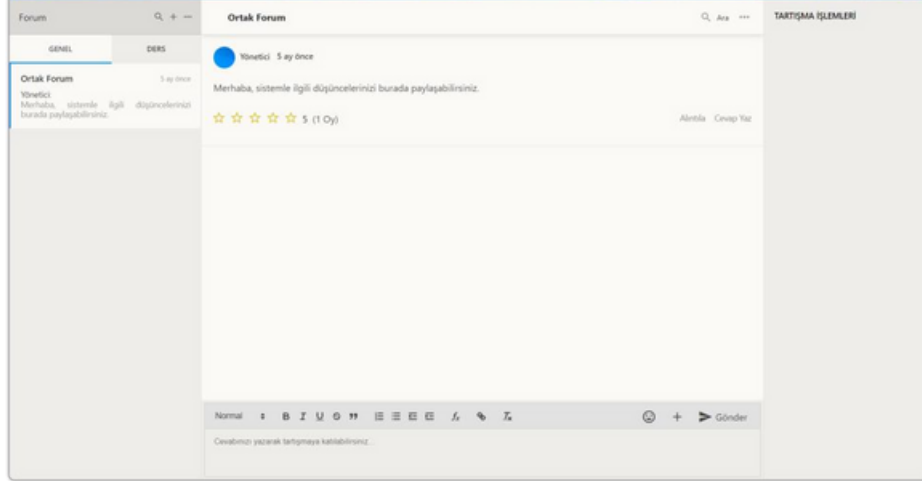 Forum
GENEL
DERS
Ortak Forum
5 ay önce
Yönetici
Merhaba, sistemle ilgili düşüncelerinizi
burada paylaşabilirsiniz.
Ortak Forum
Ara
Yönetici 5 ay önce
Merhaba, sistemle ilgili düşüncelerinizi burada paylaşabilirsiniz.
5 (1 Oy)
Alıntıla Cevap Yaz
Normal
B I U S
Gönder
Cevabınızı yazarak tartışmaya katılabilirsiniz...
TARTIŞMA İŞLEMLERİ